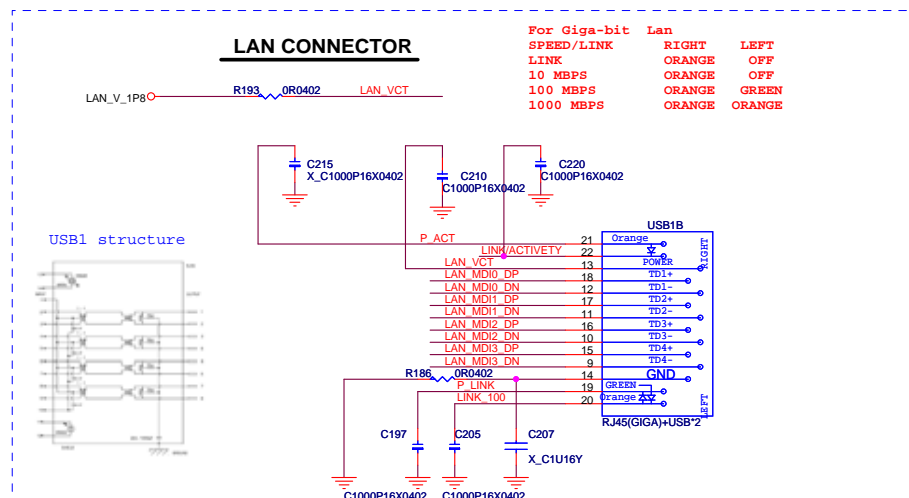 For Giga-bit Lan
SPEED/LINK RIGHT LEFT
LINK ORANGE OFF
10 MBPS ORANGE OFF
100 MBPS ORANGE GREEN
1000 MBPS ORANGE ORANGE
LAN CONNECTOR
LAN_V_1P8 R193 0R0402 LAN_VCT
C215
X_C1000P16X0402
C210
C1000P16X0402
C220
C1000P16X0402
USB1 structure
USB1B
P_ACT 21 Orange
LINK/ACTIVETY 22
LAN_VCT 13 POWER
RIGHT
LAN_MDI0_DP 18 TD1+
LAN_MDI0_DN 12 TD1-
LAN_MDI1_DP 17 TD2+
LAN_MDI1_DN 11 TD2-
LAN_MDI2_DP 16 TD3+
LAN_MDI2_DN 10 TD3-
LAN_MDI3_DP 15 TD4+
LAN_MDI3_DN 9 TD4-
R186 0R0402 14 GND
P_LINK 19 GREEN
LINK_100 20 Orange
LEFT
RJ45(GIGA)+USB*2
C197
C1000P16X0402
C205
C1000P16X0402
C207
X_C1U16Y